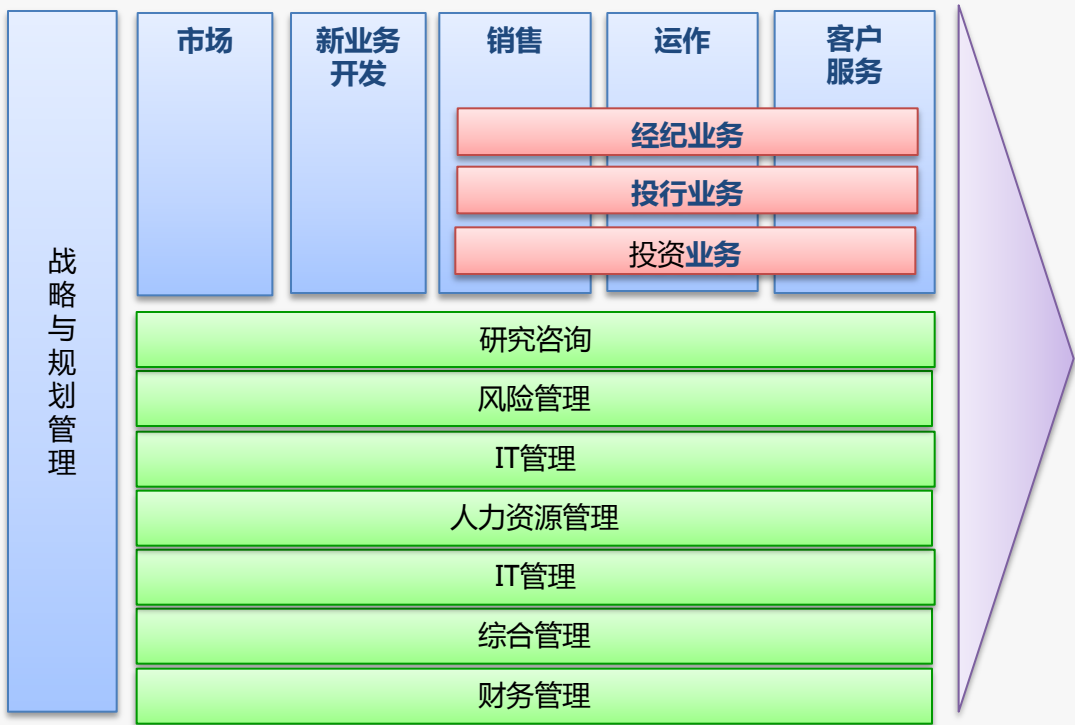 战
略
与
规
划
管
理
市场
新业务
开发
销售
运作
客户
服务
经纪业务
投行业务
投资业务
研究咨询
风险管理
IT管理
人力资源管理
IT管理
综合管理
财务管理